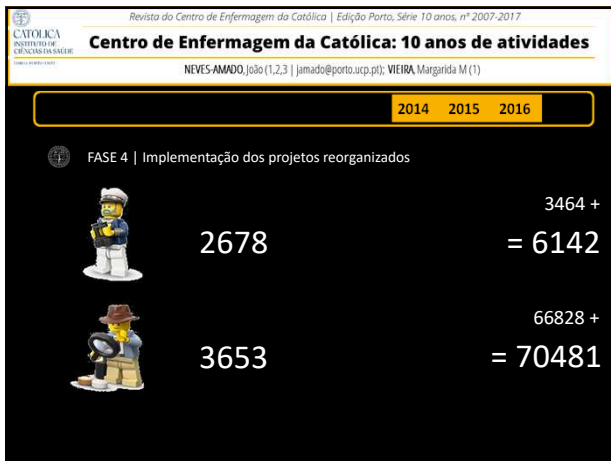 Revista do Centro de Enfermagem da Católica | Edição Porto, Série 10 anos, nº 2007-2017
CATOLICA
INSTITUTO DE
CIÊNCIAS DA SAÚDE
Centro de Enfermagem da Católica: 10 anos de atividades
NEVES-AMADO, João (1,2,3 | jamado@porto.ucp.pt); VIEIRA, Margarida M (1)
2014 2015 2016
FASE 4 | Implementação dos projetos reorganizados
3464 +
2678 = 6142
66828 +
3653 = 70481